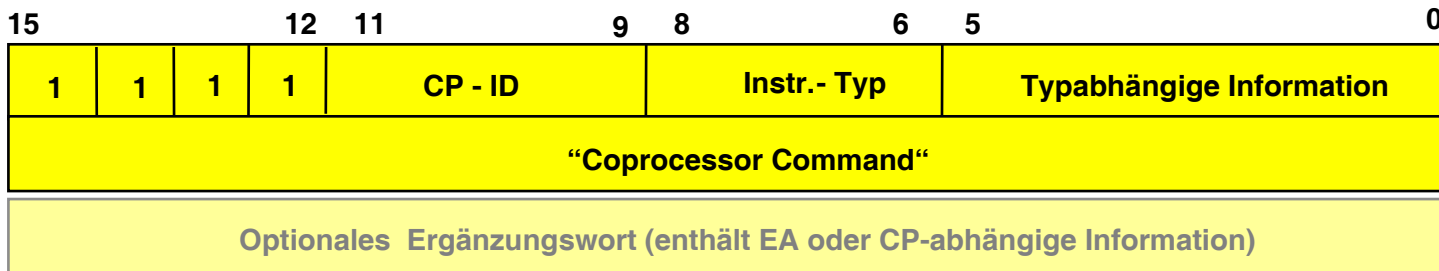 15 12 11 9 8 6 5 0
1 1 1 1 CP - ID Instr.- Typ Typabhängige Information
“Coprocessor Command“
Optionales Ergänzungswort (enthält EA oder CP-abhängige Information)